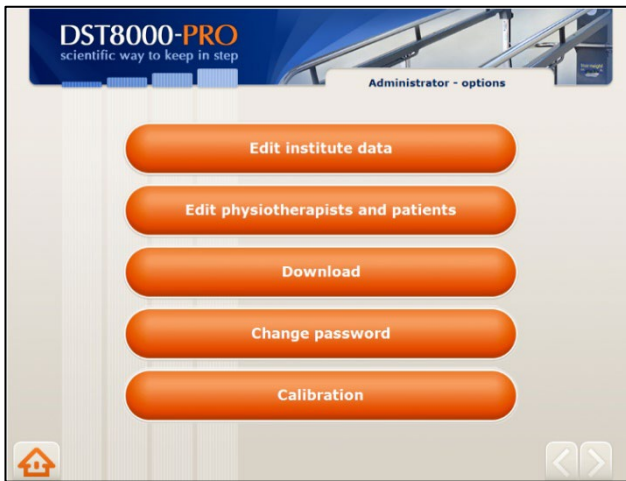 DST8000-PRO
scientific way to keep in step
Administrator - options
Edit institute data
Edit physiotherapists and patients
Download
Change password
Calibration